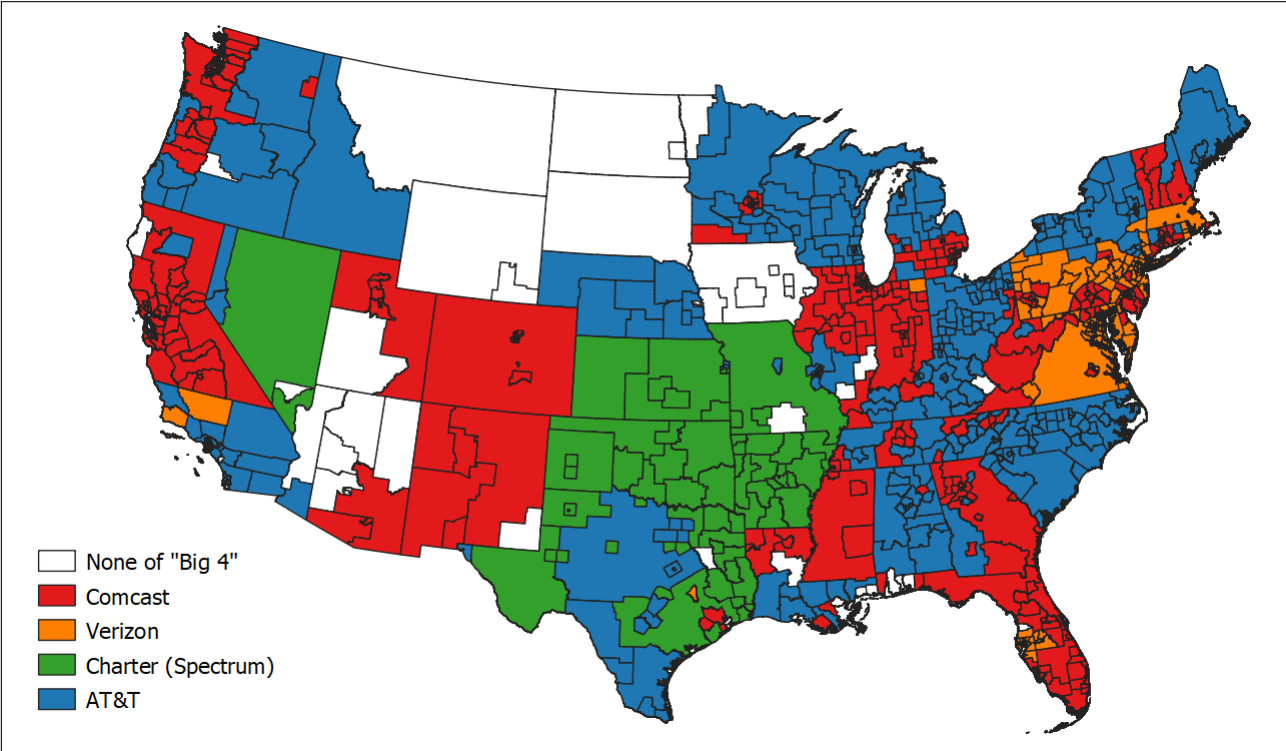 None of "Big 4"
Comcast
Verizon
Charter (Spectrum)
AT&T